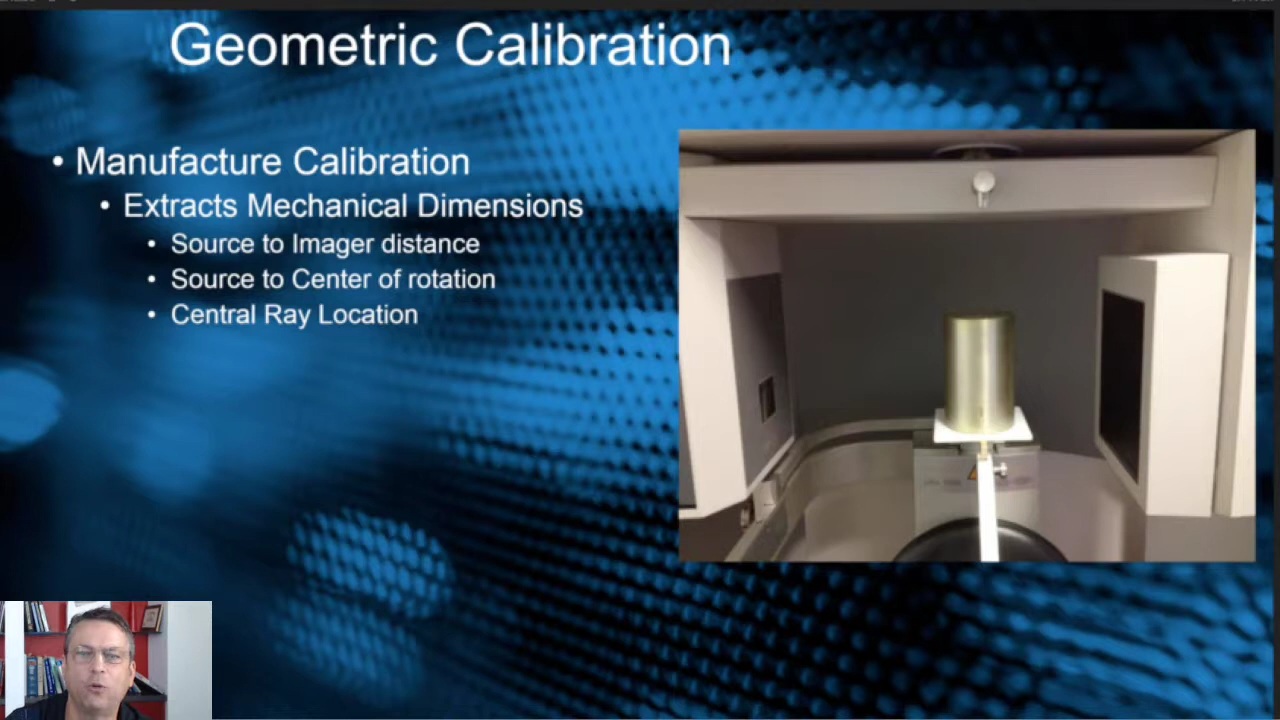 Geometric Calibration
• Manufacture Calibration
• Extracts Mechanical Dimensions
• Source to Imager distance
• Source to Center of rotation
• Central Ray Location